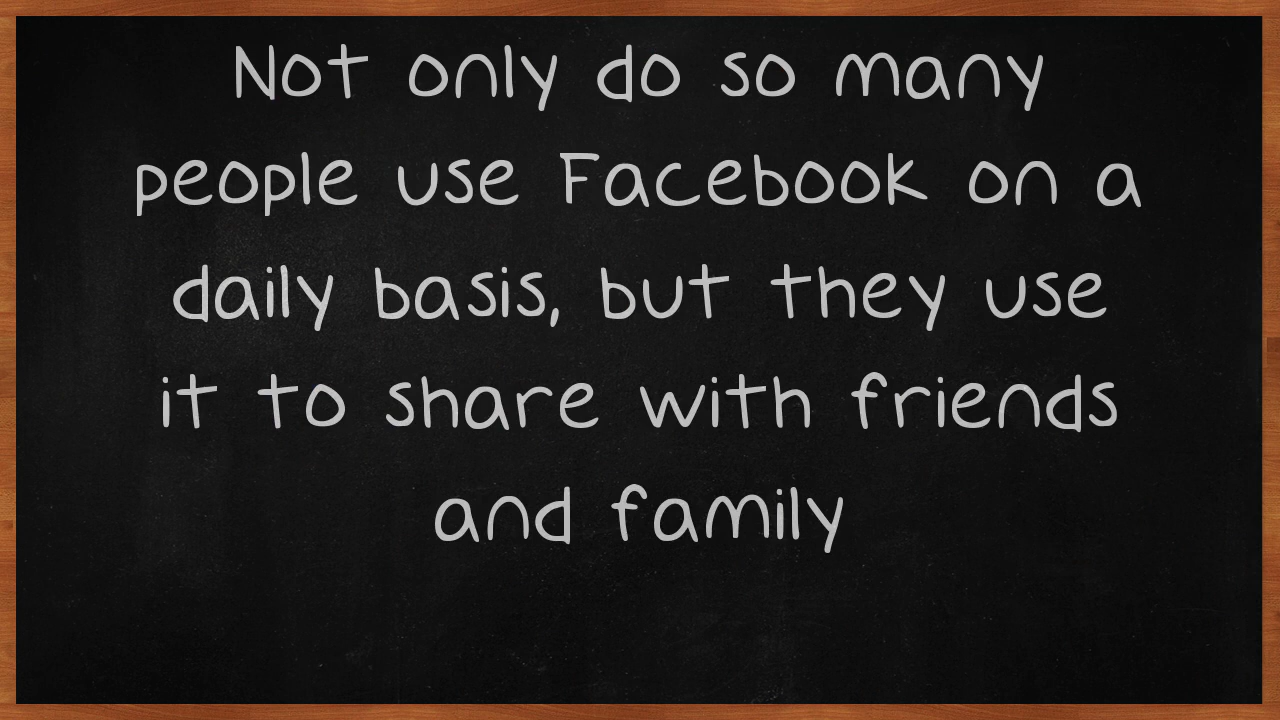 Not only do so many
people use Facebook on a
daily basis, but they use
it to share with friends
and family